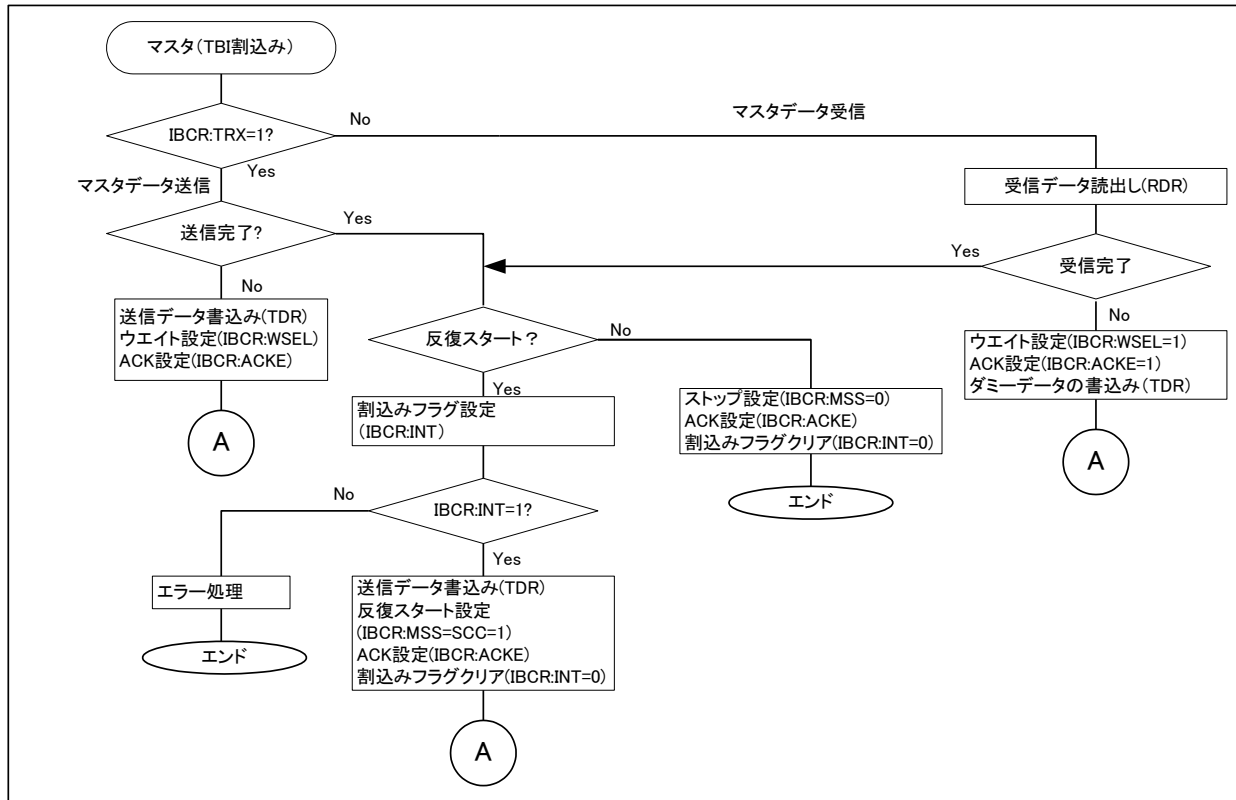 マスタ(TBI割込み)
IBCR:TRX=1?
No
マスタデータ受信
Yes
マスタデータ送信
受信データ読出し(RDR)
送信完了?
Yes
Yes
受信完了
No
送信データ書込み(TDR)
ウエイト設定(IBCR:WSEL)
ACK設定(IBCR:ACKE)
A
反復スタート?
No
No
ウエイト設定(IBCR:WSEL=1)
ACK設定(IBCR:ACKE=1)
ダミーデータの書込み(TDR)
A
Yes
割込みフラグ設定
(IBCR:INT)
ストップ設定(IBCR:MSS=0)
ACK設定(IBCR:ACKE)
割込みフラグクリア(IBCR:INT=0)
エンド
No
IBCR:INT=1?
Yes
エラー処理
エンド
送信データ書込み(TDR)
反復スタート設定
(IBCR:MSS=SCC=1)
ACK設定(IBCR:ACKE)
割込みフラグクリア(IBCR:INT=0)
A